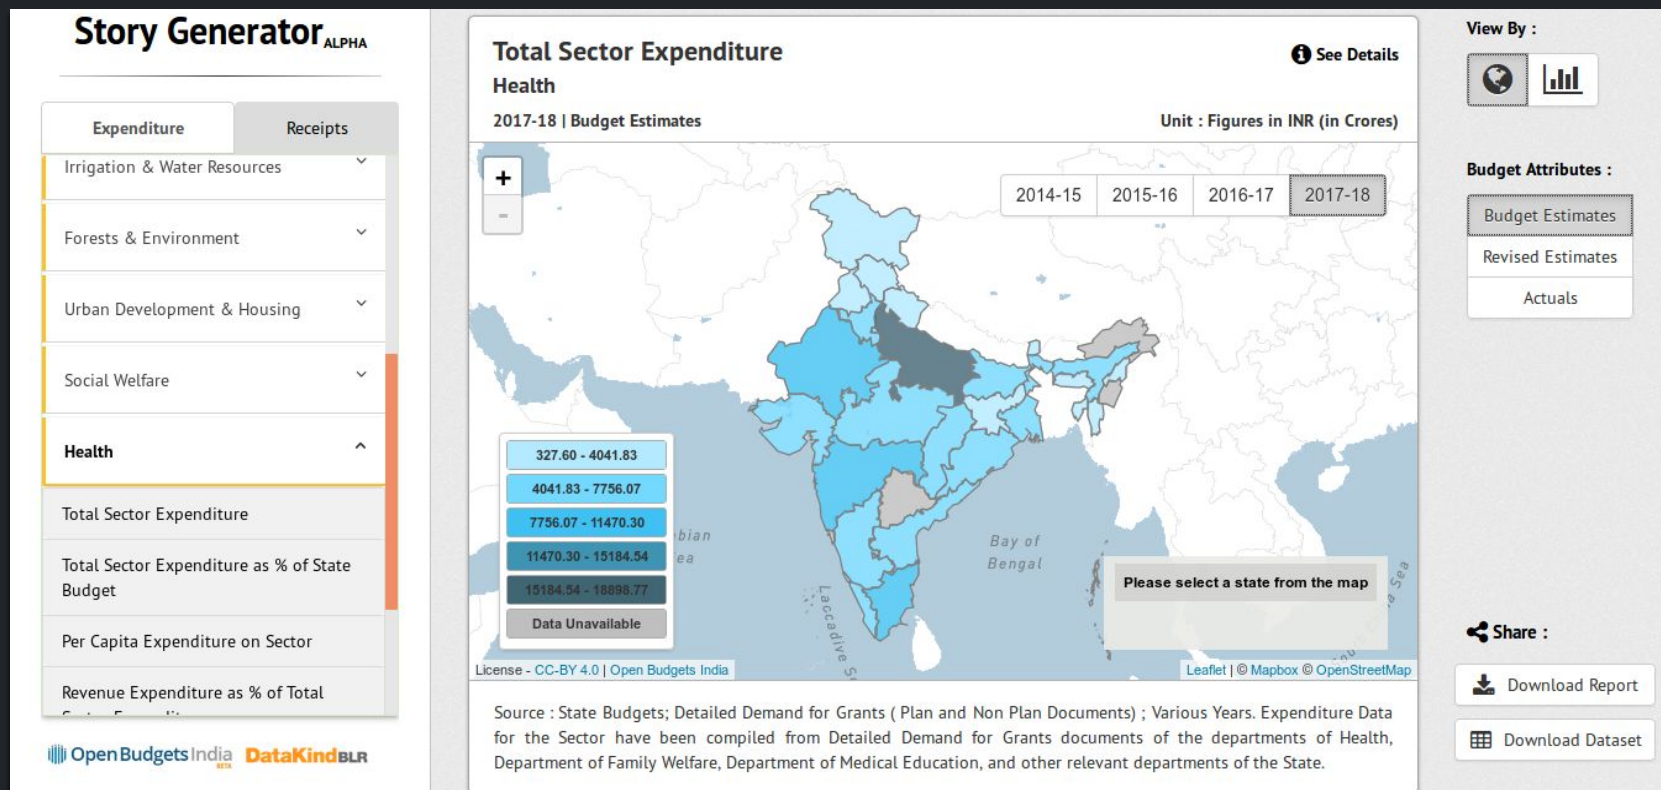 Story Generator ALPHA
Expenditure
Receipts
Irrigation & Water Resources
Forests & Environment
Urban Development & Housing
Social Welfare
Health
Total Sector Expenditure
Total Sector Expenditure as % of State
Budget
Per Capita Expenditure on Sector
Revenue Expenditure as % of Total
Open Budgets India BETA
DataKind BLR
Total Sector Expenditure
See Details
Health
2017-18 | Budget Estimates
Unit : Figures in INR (in Crores)
+
-
2014-15
2015-16
2016-17
2017-18
327.60 - 4041.83
4041.83 - 7756.07
7756.07 - 11470.30
11470.30 - 15184.54
15184.54 - 18898.77
Data Unavailable
Bay of
Bengal
Laccadive
Please select a state from the map
License - CC-BY 4.0 | Open Budgets India
Leaflet | © Mapbox © OpenStreetMap
Source : State Budgets; Detailed Demand for Grants ( Plan and Non Plan Documents) ; Various Years. Expenditure Data
for the Sector have been compiled from Detailed Demand for Grants documents of the departments of Health,
Department of Family Welfare, Department of Medical Education, and other relevant departments of the State.
View By :
Budget Attributes :
Budget Estimates
Revised Estimates
Actuals
Share :
Download Report
Download Dataset